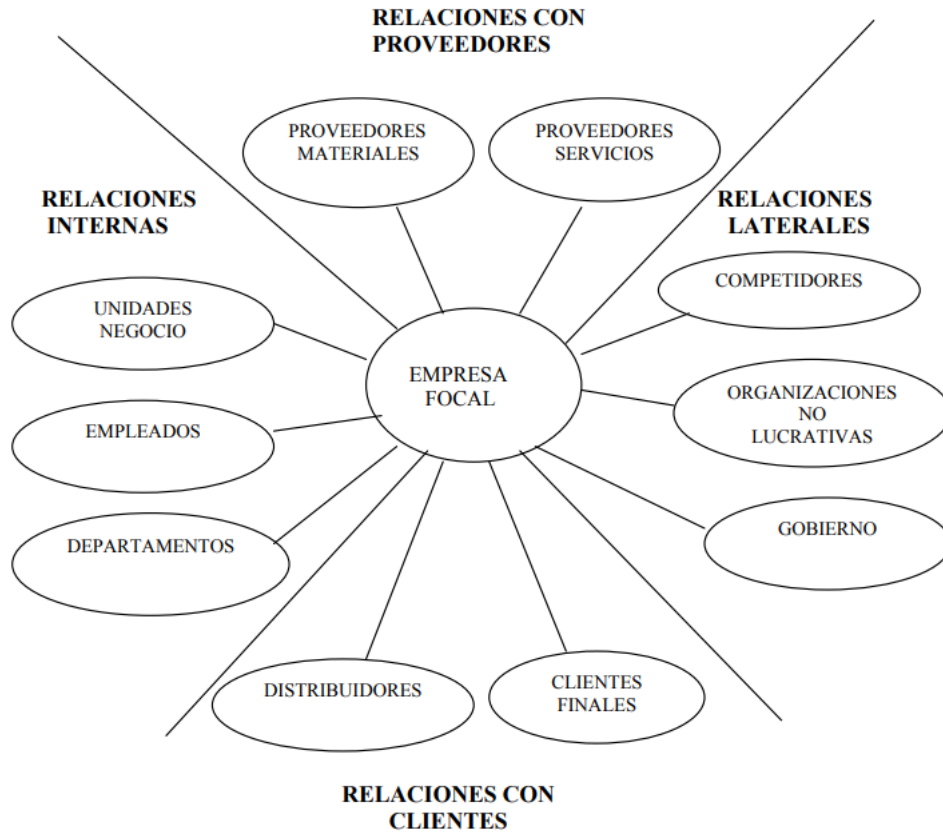 RELACIONES CON
PROVEEDORES
PROVEEDORES
MATERIALES
PROVEEDORES
SERVICIOS
RELACIONES
INTERNAS
RELACIONES
LATERALES
UNIDADES
NEGOCIO
COMPETIDORES
EMPRESA
FOCAL
EMPLEADOS
ORGANIZACIONES
NO
LUCRATIVAS
DEPARTAMENTOS
GOBIERNO
DISTRIBUIDORES
CLIENTES
FINALES
RELACIONES CON
CLIENTES